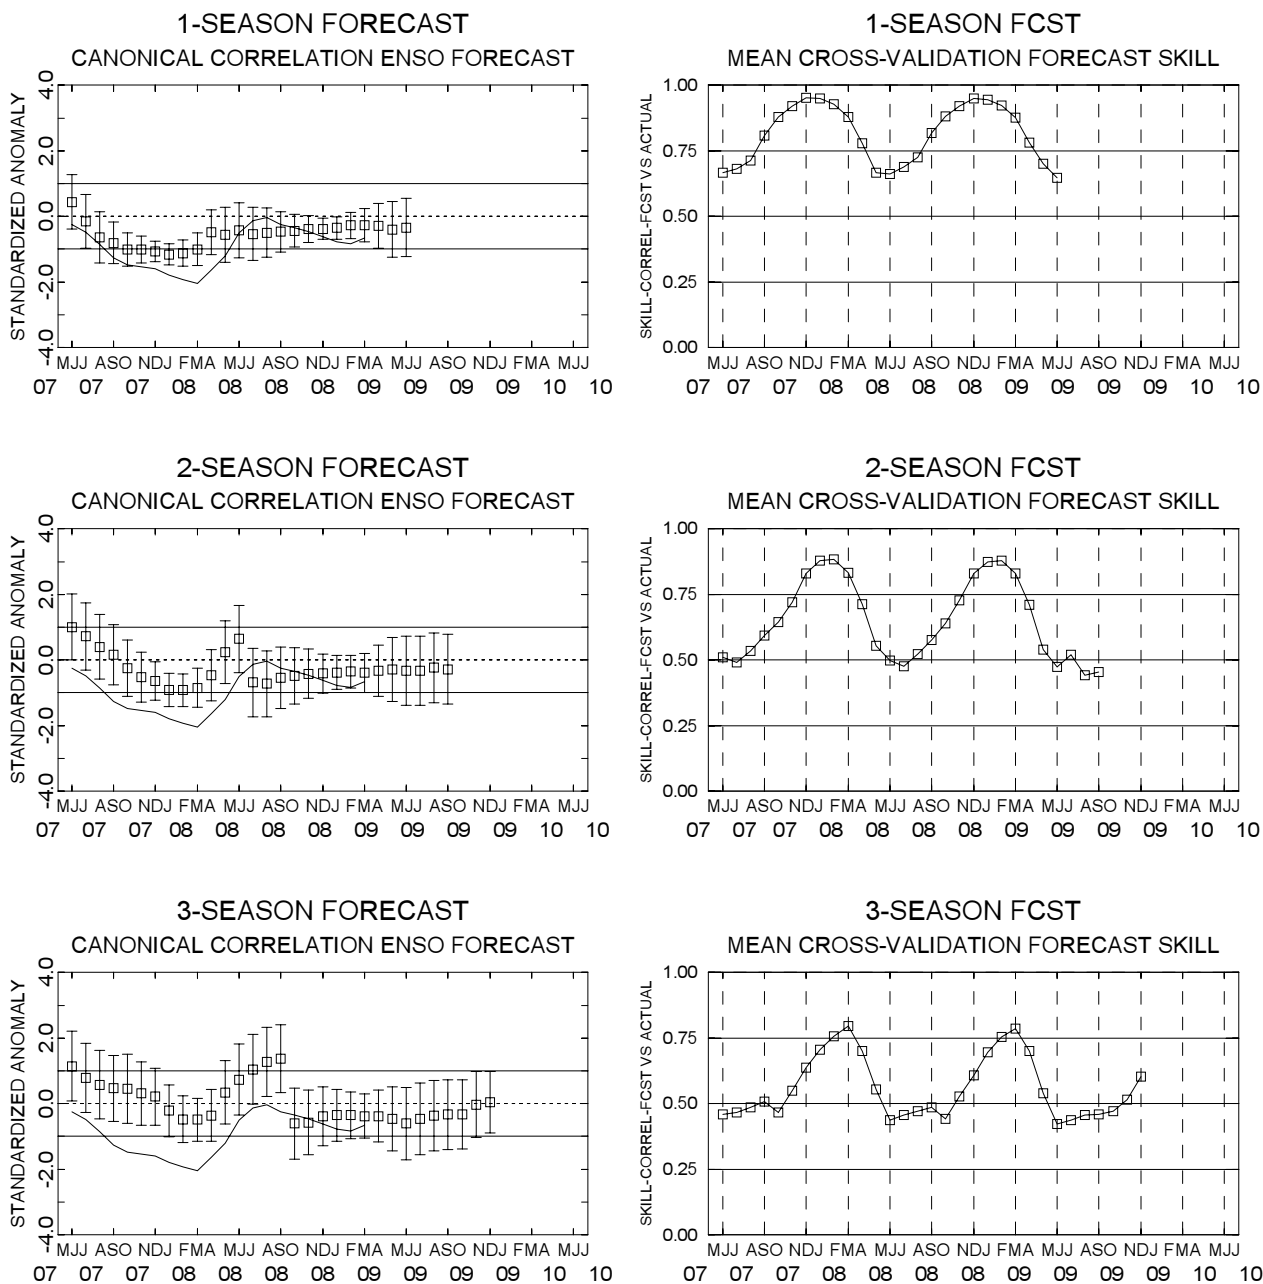 1-SEASON FORECAST
CANONICAL CORRELATION ENSO FORECAST
STANDARDIZED ANOMALY
4.0
2.0
0.0
-2.0
-4.0
MJJ ASO NDJ FMA MJJ ASO NDJ FMA MJJ ASO NDJ FMA MJJ
07 07 08 08 08 08 09 09 09 09 10 10
1-SEASON FCST
MEAN CROSS-VALIDATION FORECAST SKILL
SKILL-CORREL-FCST VS ACTUAL
1.00
0.75
0.50
0.25
0.00
MJJ ASO NDJ FMA MJJ ASO NDJ FMA MJJ ASO NDJ FMA MJJ
07 07 08 08 08 08 09 09 09 09 10 10
2-SEASON FORECAST
CANONICAL CORRELATION ENSO FORECAST
STANDARDIZED ANOMALY
4.0
2.0
0.0
-2.0
-4.0
MJJ ASO NDJ FMA MJJ ASO NDJ FMA MJJ ASO NDJ FMA MJJ
07 07 08 08 08 08 09 09 09 09 10 10
2-SEASON FCST
MEAN CROSS-VALIDATION FORECAST SKILL
SKILL-CORREL-FCST VS ACTUAL
1.00
0.75
0.50
0.25
0.00
MJJ ASO NDJ FMA MJJ ASO NDJ FMA MJJ ASO NDJ FMA MJJ
07 07 08 08 08 08 09 09 09 09 10 10
3-SEASON FORECAST
CANONICAL CORRELATION ENSO FORECAST
STANDARDIZED ANOMALY
4.0
2.0
0.0
-2.0
-4.0
MJJ ASO NDJ FMA MJJ ASO NDJ FMA MJJ ASO NDJ FMA MJJ
07 07 08 08 08 08 09 09 09 09 10 10
3-SEASON FCST
MEAN CROSS-VALIDATION FORECAST SKILL
SKILL-CORREL-FCST VS ACTUAL
1.00
0.75
0.50
0.25
0.00
MJJ ASO NDJ FMA MJJ ASO NDJ FMA MJJ ASO NDJ FMA MJJ
07 07 08 08 08 08 09 09 09 09 10 10